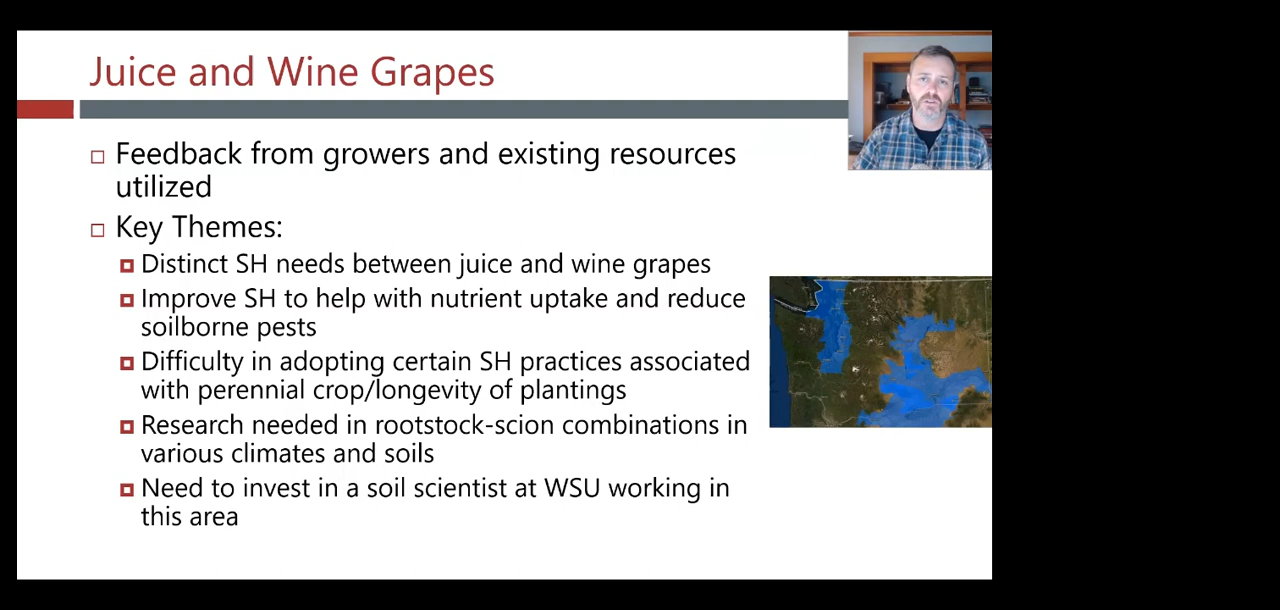 Juice and Wine Grapes
Feedback from growers and existing resources
utilized
Key Themes:
Distinct SH needs between juice and wine grapes
Improve SH to help with nutrient uptake and reduce
soilborne pests
Difficulty in adopting certain SH practices associated
with perennial crop/longevity of plantings
Research needed in rootstock-scion combinations in
various climates and soils
Need to invest in a soil scientist at WSU working in
this area